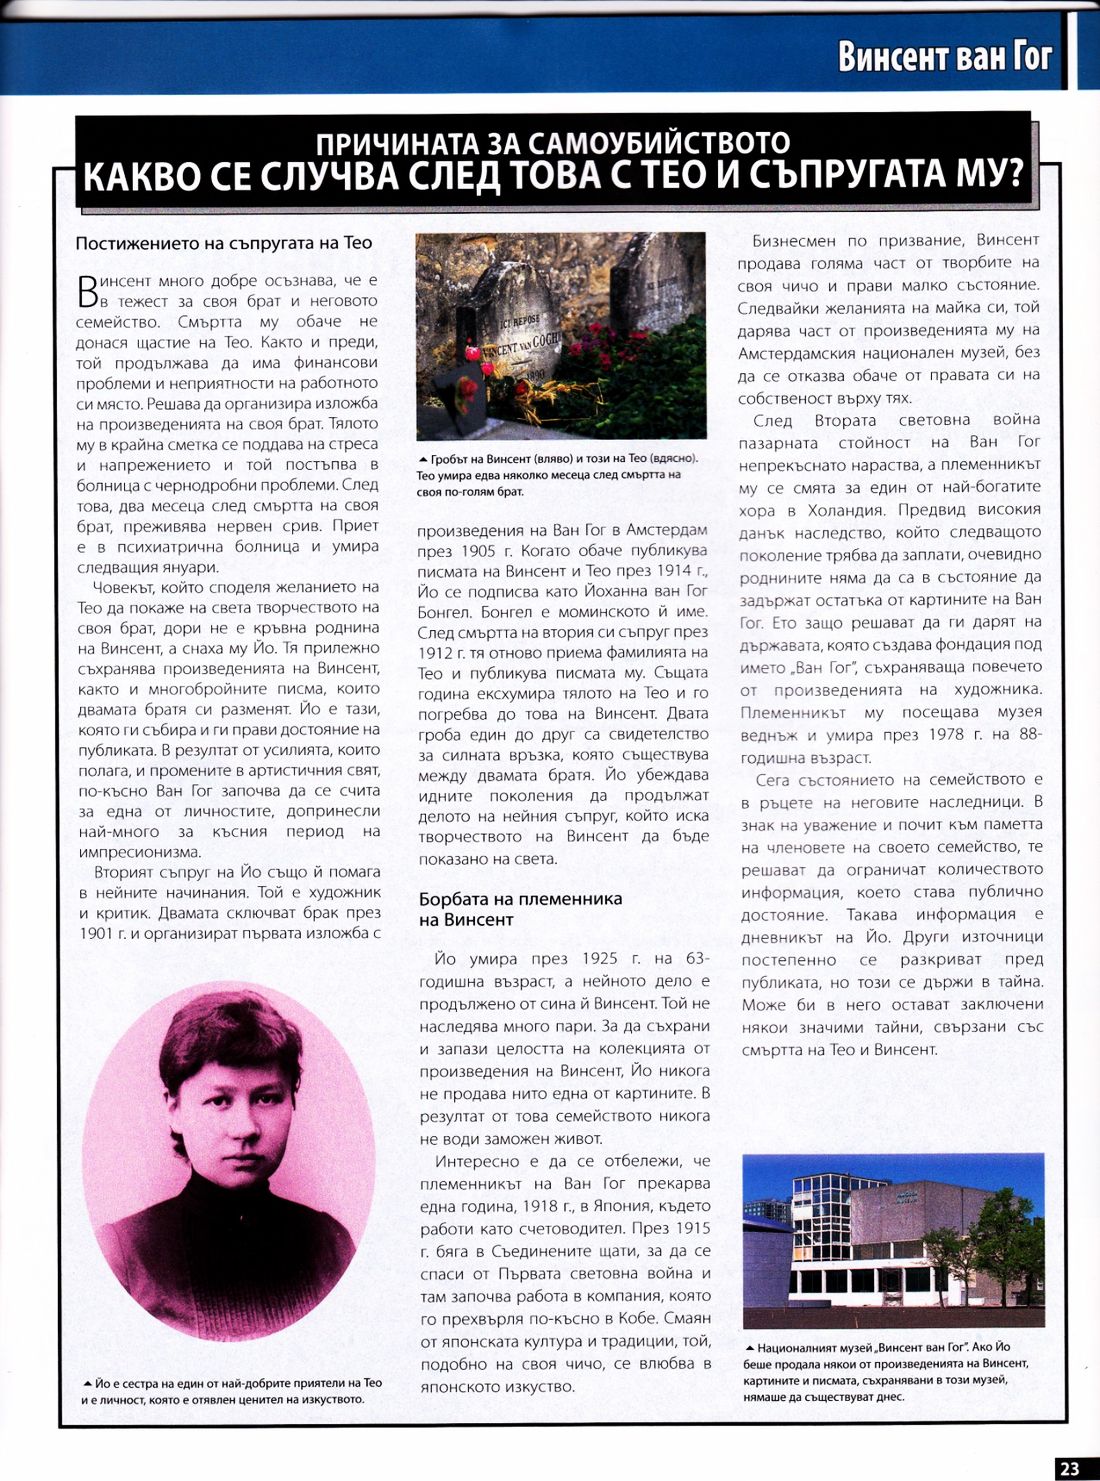 Винсент ван Гог
ПРИЧИНАТА ЗА САМОУБИЙСТВОТО
КАКВО СЕ СЛУЧВА СЛЕД ТОВА С ТЕО И СЪПРУГАТА МУ?
Постижението на съпругата на Тео
Винсент много добре осъзнава, че е
в тежест за своя брат и неговото
семейство. Смъртта му обаче не
донася щастие на Тео. Както и преди,
той продължава да има финансови
проблеми и неприятности на работното
си място. Решава да организира изложба
на произведенията на своя брат. Тялото
му в крайна сметка се поддава на стреса
и напрежението и той постъпва в
болница с чернодробни проблеми. След
това, два месеца след смъртта на своя
брат, преживява нервен срив. Приет
е в психиатрична болница и умира
следващия януари.
Човекът, който споделя желанието на
Тео да покаже на света творчеството на
своя брат, дори не е кръвна роднина
на Винсент, а снаха му Йо. Тя прилежно
съхранява произведенията на Винсент,
както и многобройните писма, които
двамата братя си разменят. Йо е тази,
която ги събира и ги прави достояние на
публиката. В резултат от усилията, които
полага, и промените в артистичния свят,
по-късно Ван Гог започва да се счита
за една от личностите, допринесли
най-много за късния период на
импресионизма.
Вторият съпруг на Йо също ѝ помага
в нейните начинания. Той е художник
и критик. Двамата сключват брак през
1901 г. и организират първата изложба с
Йо е сестра на един от най-добрите приятели на Тео
и е личност, която е отявлен ценител на изкуството.
ICI REPOSE
VINCENT VAN GOGH
1890
Гробът на Винсент (вляво) и този на Тео (вдясно).
Тео умира едва няколко месеца след смъртта на
своя по-голям брат.
произведения на Ван Гог в Амстердам
през 1905 г. Когато обаче публикува
писмата на Винсент и Тео през 1914 г.,
Йо се подписва като Йоханна ван Гог
Бонгел. Бонгел е моминското ѝ име.
След смъртта на втория си съпруг през
1912 г. тя отново приема фамилията на
Тео и публикува писмата му. Същата
година ексхумира тялото на Тео и го
погребва до това на Винсент. Двата
гроба един до друг са свидетелство
за силната връзка, която съществува
между двамата братя. Йо убеждава
идните поколения да продължат
делото на нейния съпруг, който иска
творчеството на Винсент да бъде
показано на света.
Борбата на племенника
на Винсент
Йо умира през 1925 г. на 63-
годишна възраст, а нейното дело е
продължено от сина ѝ Винсент. Той не
наследява много пари. За да съхрани
и запази целостта на колекцията от
произведения на Винсент, Йо никога
не продава нито една от картините. В
резултат от това семейството никога
не води заможен живот.
Интересно е да се отбележи, че
племенникът на Ван Гог прекарва
една година, 1918 г., в Япония, където
работи като счетоводител. През 1915
г. бяга в Съединените щати, за да се
спаси от Първата световна война и
там започва работа в компания, която
го прехвърля по-късно в Кобе. Смаян
от японската култура и традиции, той,
подобно на своя чичо, се влюбва в
японското изкуство.
Бизнесмен по призвание, Винсент
продава голяма част от творбите на
своя чичо и прави малко състояние.
Следвайки желанията на майка си, той
дарява част от произведенията му на
Амстердамския национален музей, без
да се отказва обаче от правата си на
собственост върху тях.
След Втората световна война
пазарната стойност на Ван Гог
непрекъснато нараства, а племенникът
му се смята за един от най-богатите
хора в Холандия. Предвид високия
данък наследство, който следващото
поколение трябва да заплати, очевидно
роднините няма да са в състояние да
задържат остатъка от картините на Ван
Гог. Ето защо решават да ги дарят на
държавата, която създава фондация под
името „Ван Гог“, съхраняваща повечето
от произведенията на художника.
Племенникът му посещава музея
веднъж и умира през 1978 г. на 88-
годишна възраст.
Сега състоянието на семейството е
в ръцете на неговите наследници. В
знак на уважение и почит към паметта
на членовете на своето семейство, те
решават да ограничат количеството
информация, което става публично
достояние. Такава информация е
дневникът на Йо. Други източници
постепенно се разкриват пред
публиката, но този се държи в тайна.
Може би в него остават заключени
някои значими тайни, свързани със
смъртта на Тео и Винсент.
Националният музей „Винсент ван Гог“. Ако Йо
беше продала някои от произведенията на Винсент,
картините и писмата, съхранявани в този музей,
нямаше да съществуват днес.
23